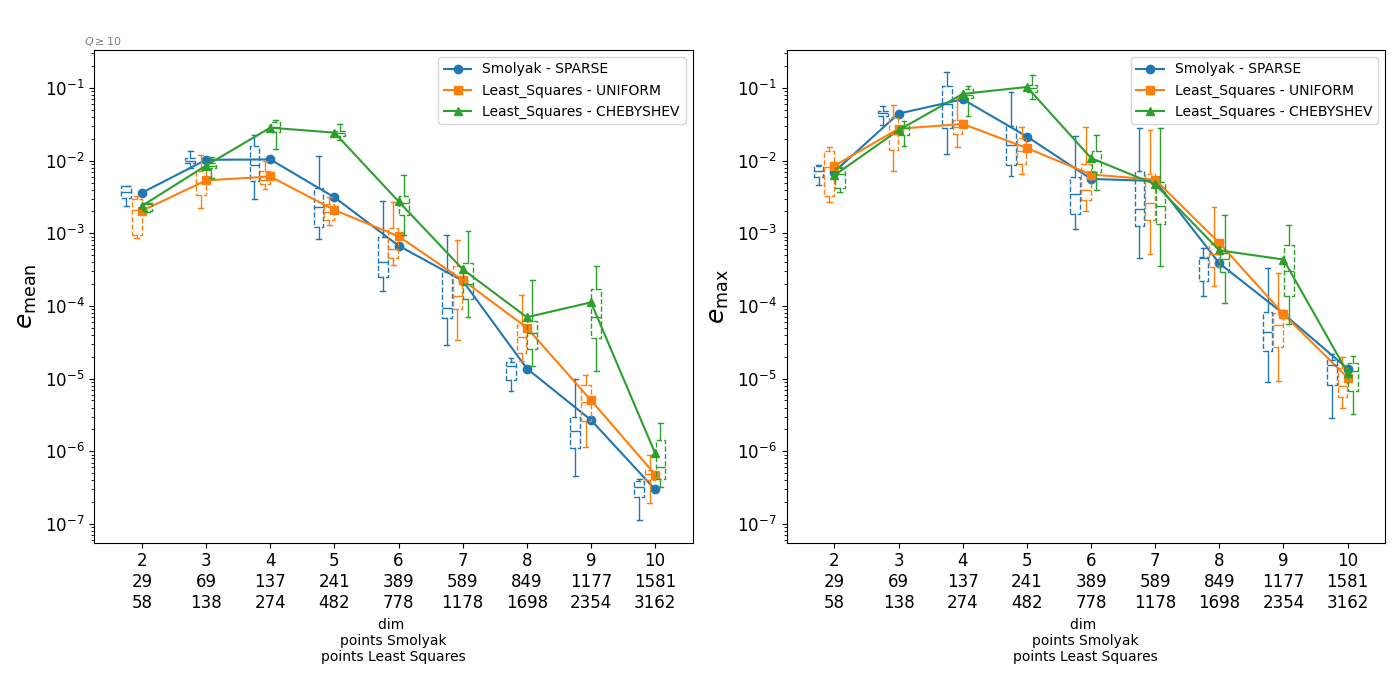 Q ≥ 10
Smolyak - SPARSE
Least_Squares - UNIFORM
Least_Squares - CHEBYSHEV
10⁻¹
10⁻²
10⁻³
10⁻⁴
10⁻⁵
10⁻⁶
10⁻⁷
e_mean
2 3 4 5 6 7 8 9 10
29 69 137 241 389 589 849 1177 1581
58 138 274 482 778 1178 1698 2354 3162
dim
points Smolyak
points Least Squares
Smolyak - SPARSE
Least_Squares - UNIFORM
Least_Squares - CHEBYSHEV
10⁻¹
10⁻²
10⁻³
10⁻⁴
10⁻⁵
10⁻⁶
10⁻⁷
e_max
2 3 4 5 6 7 8 9 10
29 69 137 241 389 589 849 1177 1581
58 138 274 482 778 1178 1698 2354 3162
dim
points Smolyak
points Least Squares